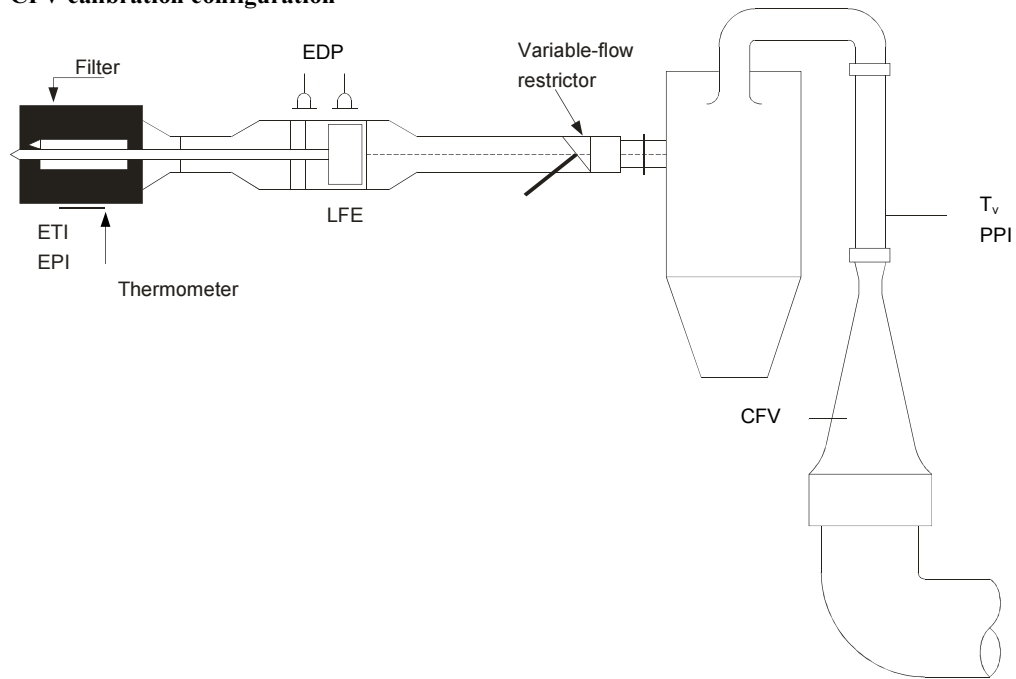 CFV calibration configuration
Filter
EDP
Variable-flow
restrictor
LFE
ETI
EPI
Thermometer
Tv
PPI
CFV